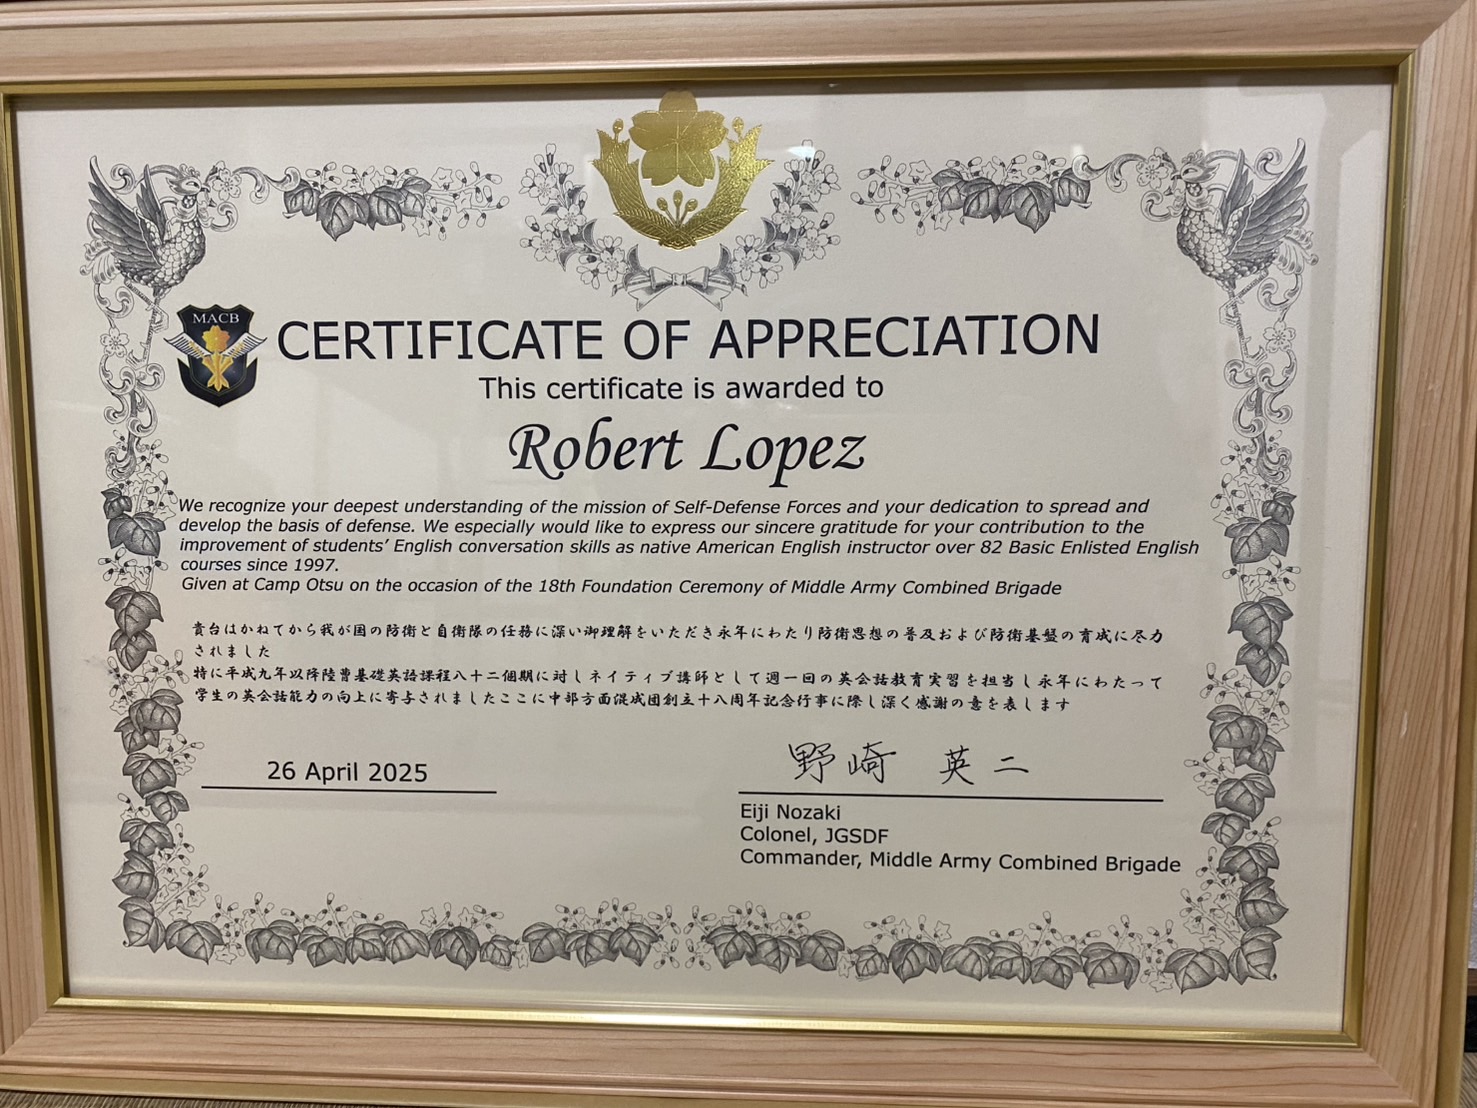 MACB
CERTIFICATE OF APPRECIATION
This certificate is awarded to
Robert Lopez
We recognize your deepest understanding of the mission of Self-Defense Forces and your dedication to spread and
develop the basis of defense. We especially would like to express our sincere gratitude for your contribution to the
improvement of students' English conversation skills as native American English instructor over 82 Basic Enlisted English
courses since 1997.
Given at Camp Otsu on the occasion of the 18th Foundation Ceremony of Middle Army Combined Brigade
貴台はかねてから我が国の防衛と自衛隊の任務に深い御理解をいただき永年にわたり防衛思想の普及および防衛基盤の育成に尽力
されました
特に平成九年以降陸曹基礎英語課程八十二個期に対しネイティブ講師として週一回の英会話教育実習を担当し永年にわたって
学生の英会話能力の向上に寄与されましたここに中部方面混成団創立十八周年記念行事に際し深く感謝の意を表します
26 April 2025
野崎 英二
Eiji Nozaki
Colonel, JGSDF
Commander, Middle Army Combined Brigade